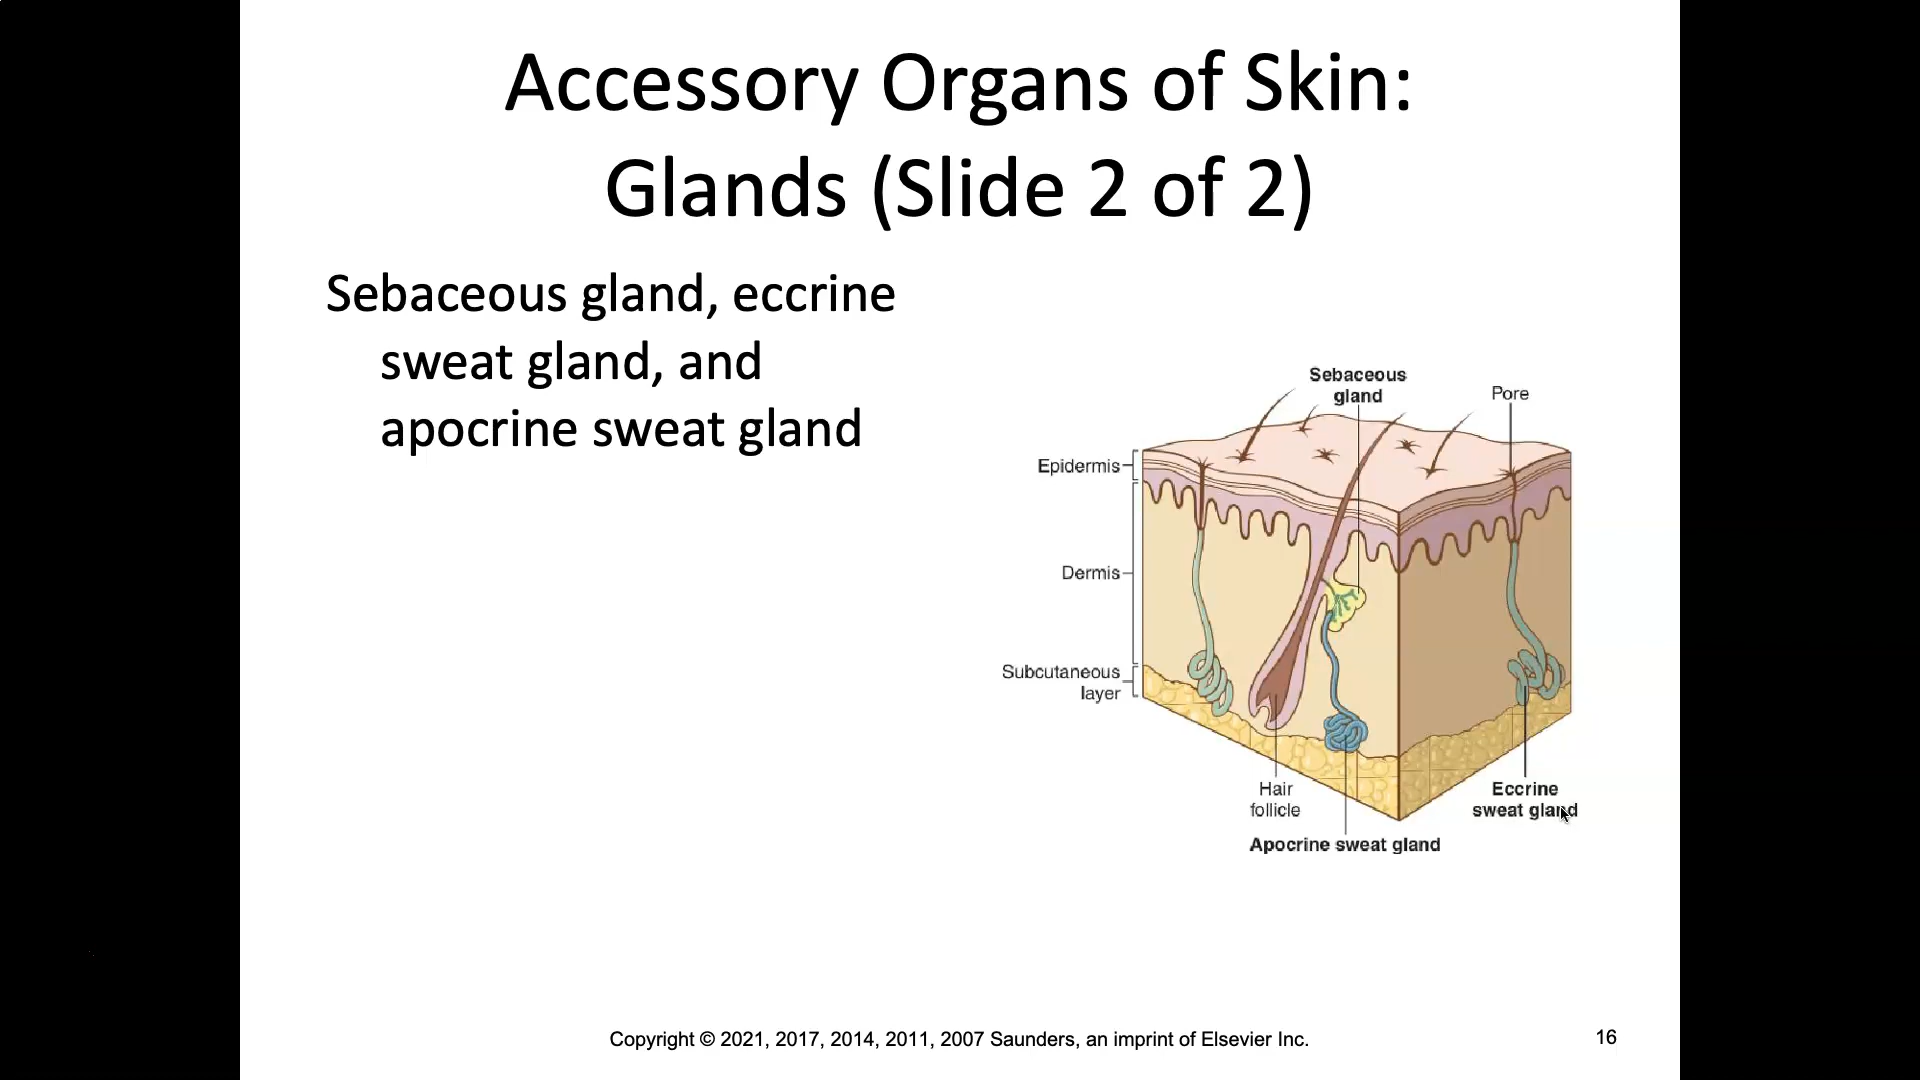 Accessory Organs of Skin:
Glands (Slide 2 of 2)
Sebaceous gland, eccrine
sweat gland, and
apocrine sweat gland
Sebaceous
gland
Pore
Epidermis
Dermis
Subcutaneous
layer
Hair
follicle
Eccrine
sweat gland
Apocrine sweat gland
Copyright © 2021, 2017, 2014, 2011, 2007 Saunders, an imprint of Elsevier Inc.
16